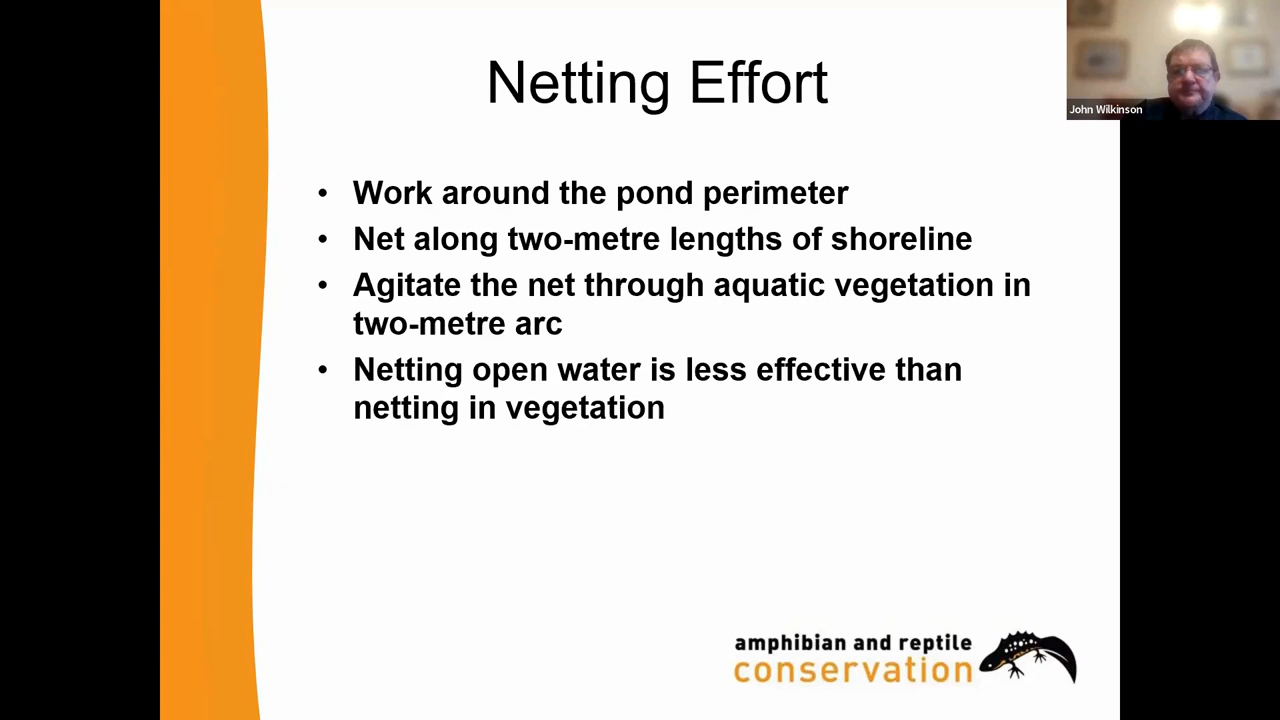 Netting Effort
John Wilkinson
• Work around the pond perimeter
• Net along two-metre lengths of shoreline
• Agitate the net through aquatic vegetation in
two-metre arc
• Netting open water is less effective than
netting in vegetation
amphibian and reptile
conservation